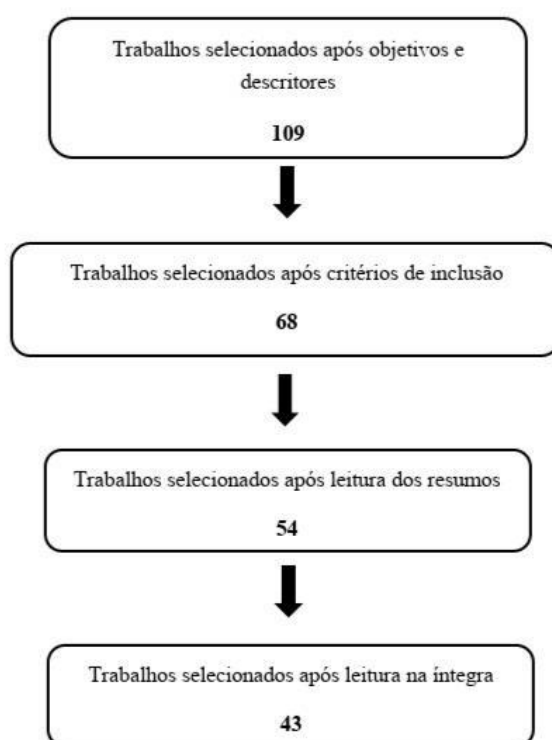 Trabalhos selecionados após objetivos e
descritores
109
Trabalhos selecionados após critérios de inclusão
68
Trabalhos selecionados após leitura dos resumos
54
Trabalhos selecionados após leitura na íntegra
43